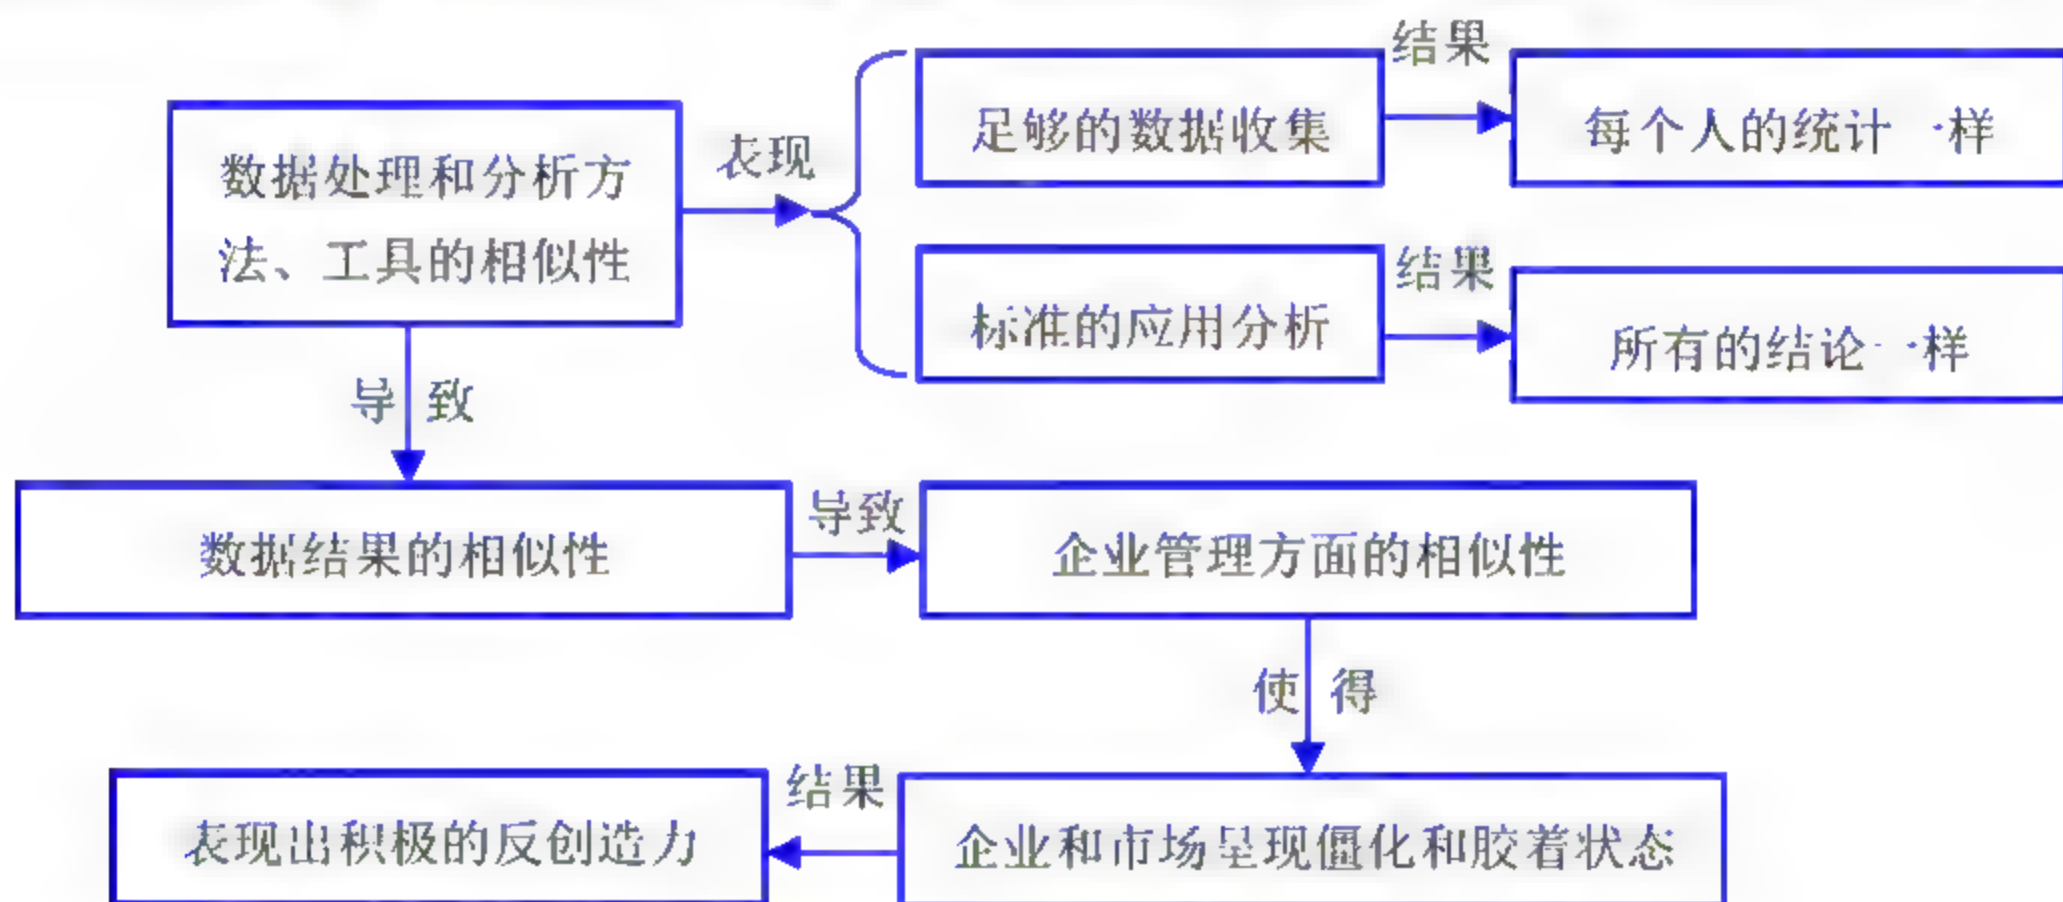 结果
足够的数据收集
每个人的统计一样
表现
数据处理和分析方
法、工具的相似性
结果
标准的应用分析
所有的结论一样
导致
数据结果的相似性
导致
企业管理方面的相似性
使得
表现出积极的反创造力
结果
企业和市场呈现僵化和胶着状态